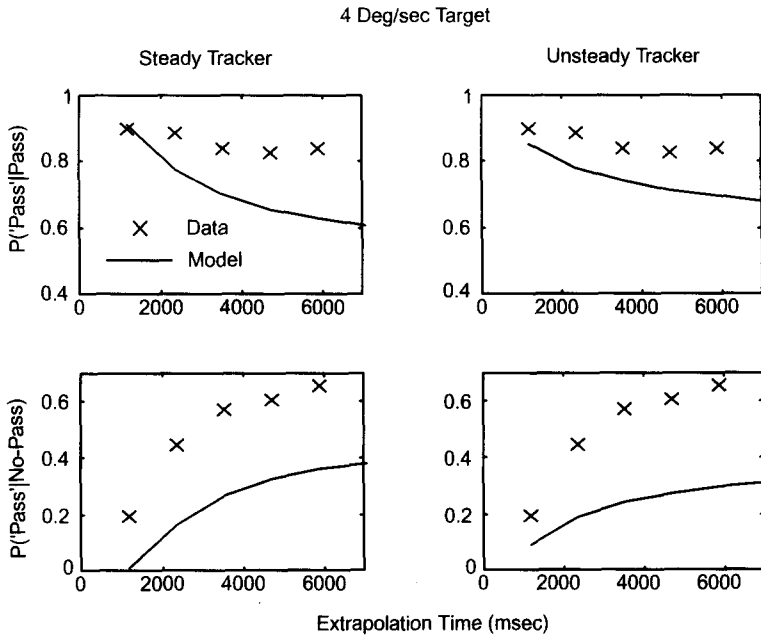 4 Deg/sec Target
Steady Tracker
Unsteady Tracker
P('Pass'|Pass)
1
0.8
0.6
0.4
× Data
Model
0 2000 4000 6000
1
0.8
0.6
0.4
0 2000 4000 6000
P('Pass'|No-Pass)
0.6
0.4
0.2
0
0 2000 4000 6000
0.6
0.4
0.2
0
0 2000 4000 6000
Extrapolation Time (msec)